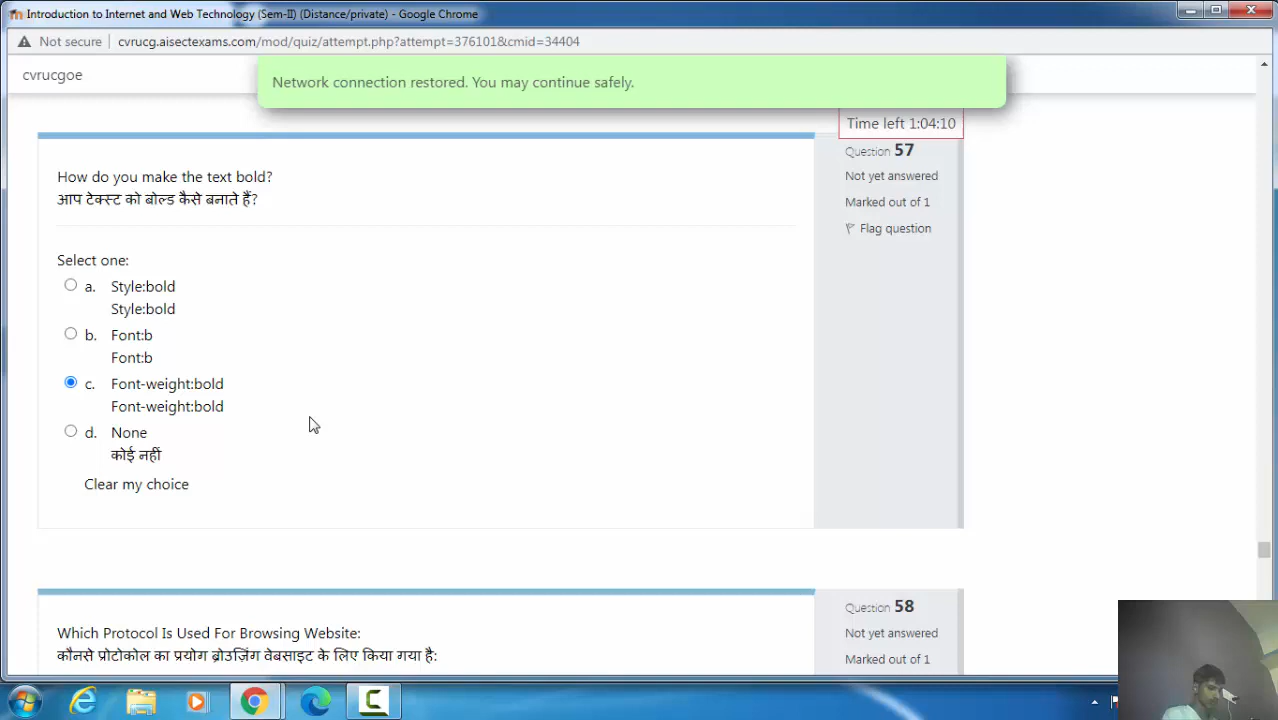 Introduction to Internet and Web Technology (Sem-II) (Distance/private) - Google Chrome
Not secure | cvrucg.aisectexams.com/mod/quiz/attempt.php?attempt=376101&cmid=34404
cvrucgoe
Network connection restored. You may continue safely.
Time left 1:04:10
Question 57
Not yet answered
Marked out of 1
Flag question
How do you make the text bold?
आप टेक्स्ट को बोल्ड कैसे बनाते हैं?
Select one:
a. Style:bold
Style:bold
b. Font:b
Font:b
c. Font-weight:bold
Font-weight:bold
d. None
कोई नहीं
Clear my choice
Question 58
Not yet answered
Marked out of 1
Which Protocol Is Used For Browsing Website:
कौनसे प्रोटोकोल का प्रयोग ब्रोउज़िंग वेबसाइट के लिए किया गया है: